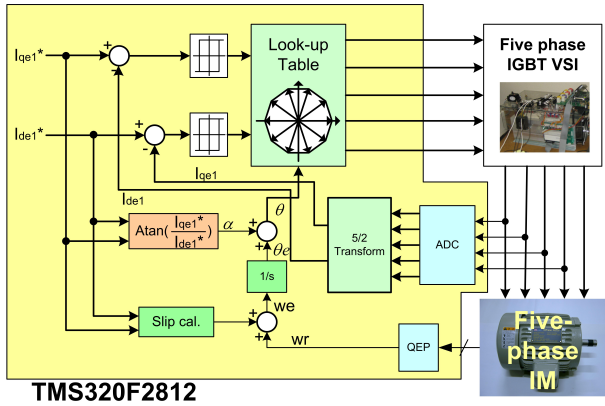 Iqe1*
+
-
Look-up
Table
Five phase
IGBT VSI
Ide1*
+
-
Iqe1
Ide1
θ
Atan(Iqe1*/Ide1*)
α
+
+
θe
5/2
Transform
ADC
1/s
we
Slip cal.
+
+
wr
QEP
Five-
phase
IM
TMS320F2812